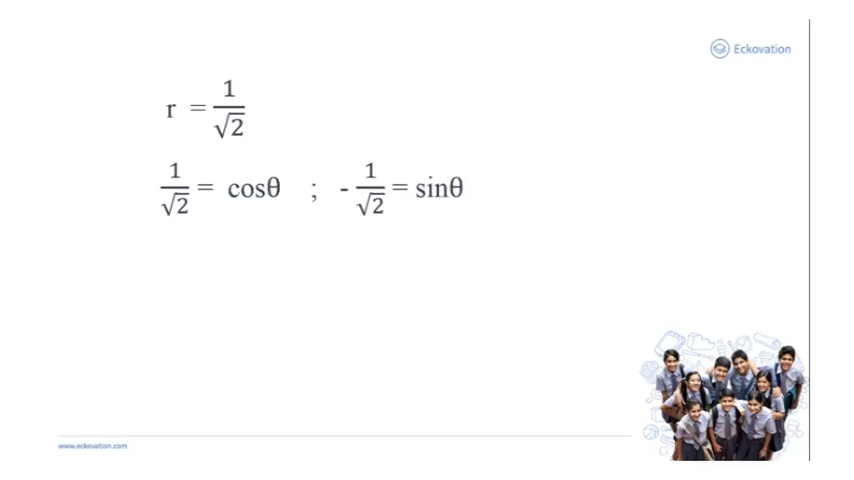 Eckovation
r = 1/√2
1/√2 = cosθ ; - 1/√2 = sinθ
www.eckovation.com